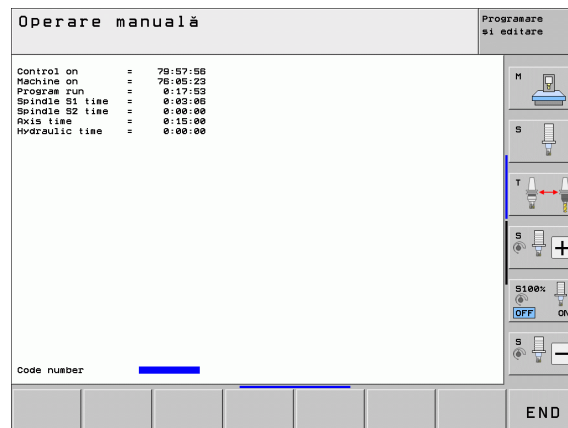 Operare manuală
Programare
si editare
Control on = 79:57:56
Machine on = 76:05:23
Program run = 0:17:53
Spindle S1 time = 0:03:06
Spindle S2 time = 0:00:00
Axis time = 0:15:00
Hydraulic time = 0:00:00
M
S
T
S
S100%
OFF ON
S
Code number
END